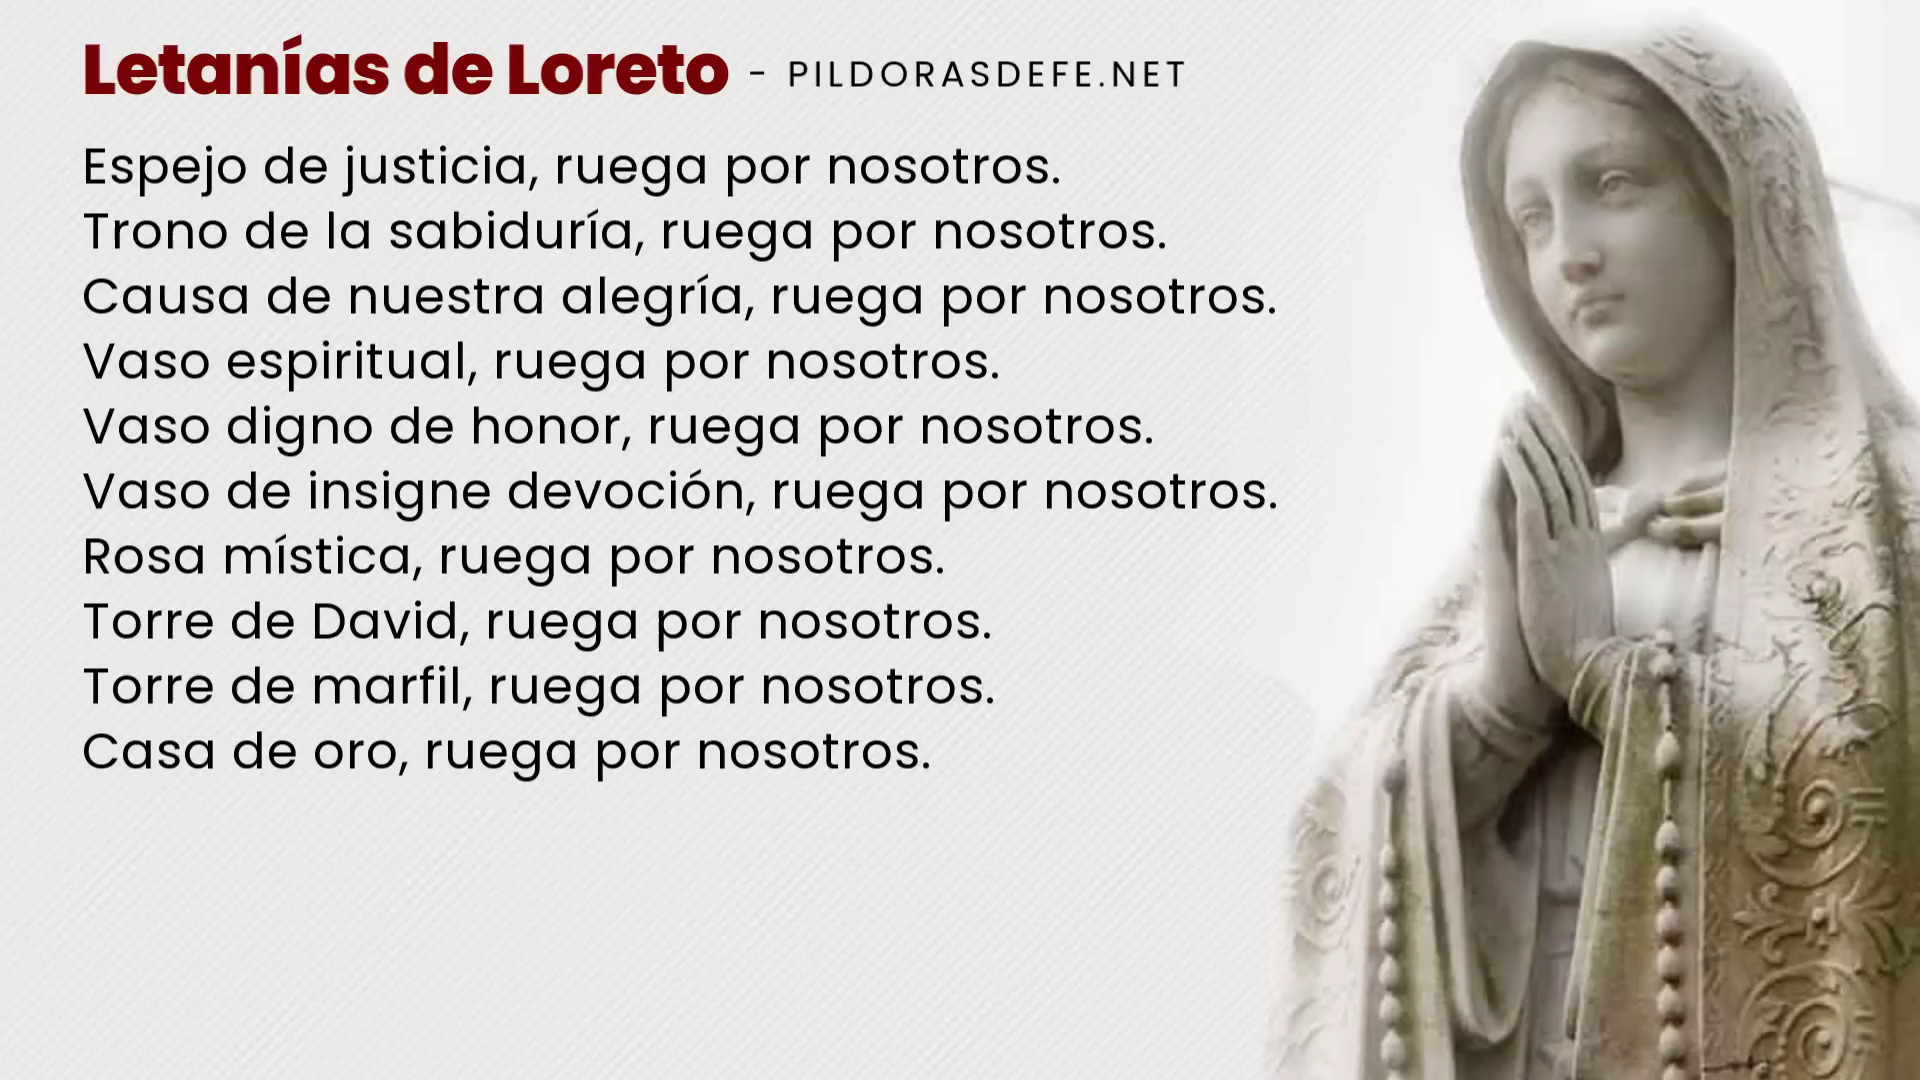 Letanías de Loreto - PILDORASDEFE.NET
Espejo de justicia, ruega por nosotros.
Trono de la sabiduría, ruega por nosotros.
Causa de nuestra alegría, ruega por nosotros.
Vaso espiritual, ruega por nosotros.
Vaso digno de honor, ruega por nosotros.
Vaso de insigne devoción, ruega por nosotros.
Rosa mística, ruega por nosotros.
Torre de David, ruega por nosotros.
Torre de marfil, ruega por nosotros.
Casa de oro, ruega por nosotros.